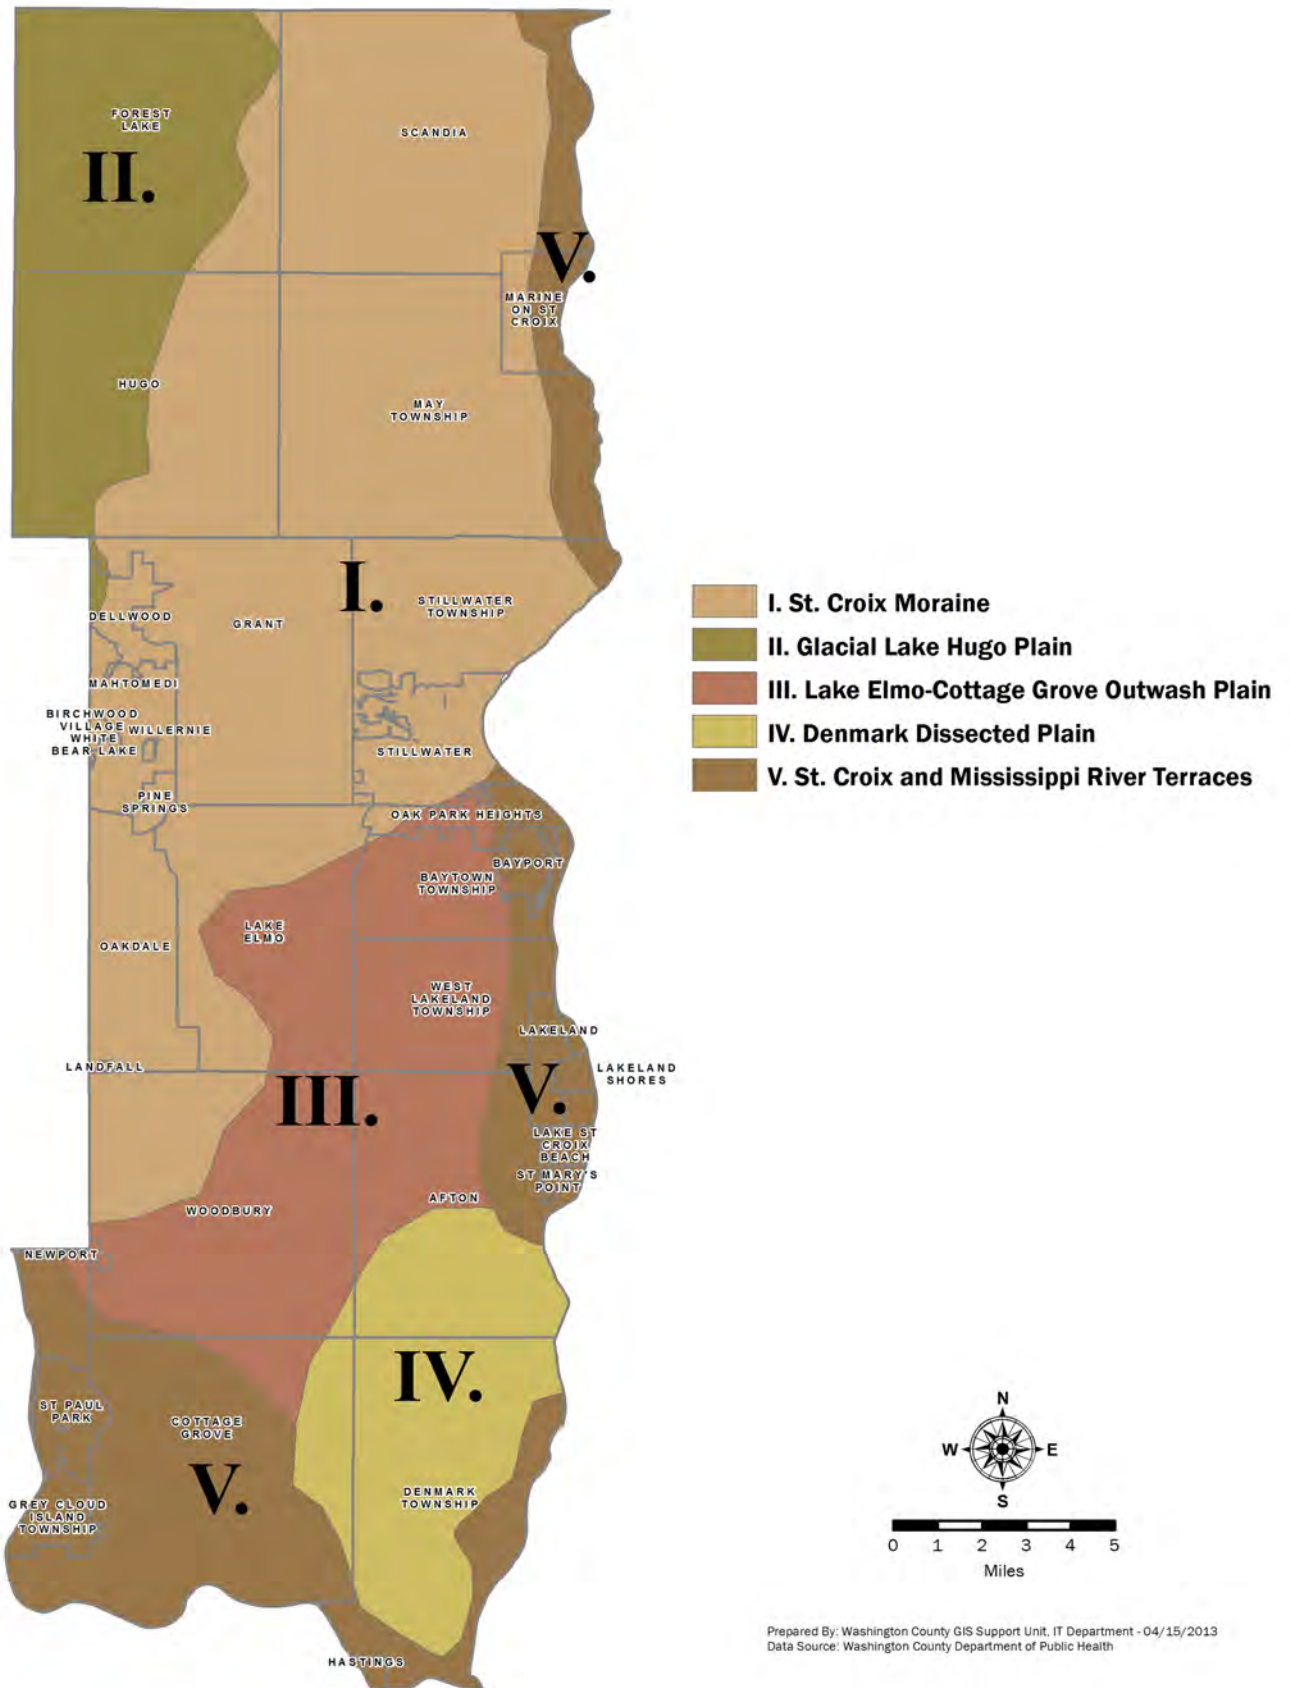 FOREST
LAKE
SCANDIA
II.
V.
MARINE
ON ST
CROIX
HUGO
MAY
TOWNSHIP
I.
STILLWATER
TOWNSHIP
DELLWOOD
GRANT
MAHTOMEDI
BIRCHWOOD
VILLAGE
WILLERNIE
WHITE
BEAR LAKE
STILLWATER
PINE
SPRINGS
OAK PARK HEIGHTS
BAYPORT
BAYTOWN
TOWNSHIP
LAKE
ELMO
OAKDALE
WEST
LAKELAND
TOWNSHIP
LAKELAND
LANDFALL
LAKELAND
SHORES
III.
V.
LAKE ST
CROIX
BEACH
ST MARY'S
POINT
AFTON
WOODBURY
NEWPORT
IV.
ST PAUL
PARK
COTTAGE
GROVE
V.
DENMARK
TOWNSHIP
GREY CLOUD
ISLAND
TOWNSHIP
HASTINGS
I. St. Croix Moraine
II. Glacial Lake Hugo Plain
III. Lake Elmo-Cottage Grove Outwash Plain
IV. Denmark Dissected Plain
V. St. Croix and Mississippi River Terraces
N
W E
S
0 1 2 3 4 5
Miles
Prepared By: Washington County GIS Support Unit, IT Department - 04/15/2013
Data Source: Washington County Department of Public Health